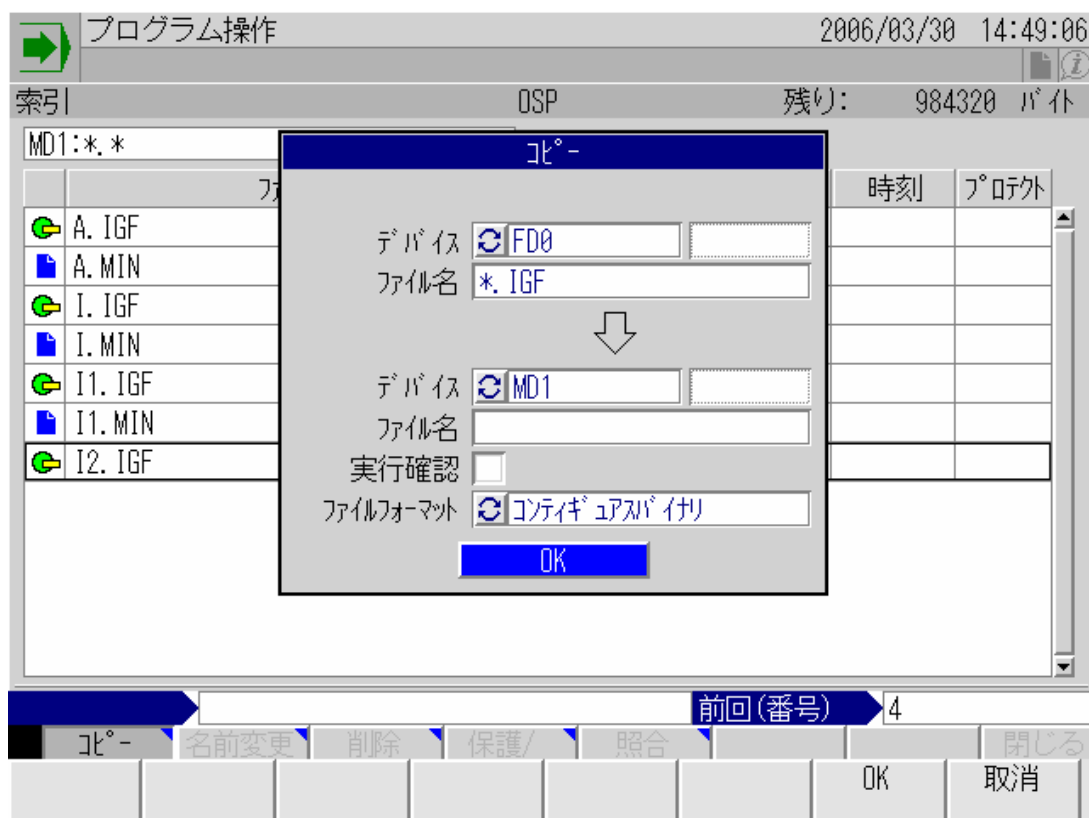 プログラム操作 2006/03/30 14:49:06
索引 OSP 残り: 984320 バイト
MD1:*.*
コピー
ファ 時刻 プロテクト
A.IGF
A.MIN
I.IGF
I.MIN
I1.IGF
I1.MIN
I2.IGF
デバイス FD0
ファイル名 *.IGF
デバイス MD1
ファイル名
実行確認
ファイルフォーマット コンティギュアスバイナリ
OK
前回(番号) 4
コピー 名前変更 削除 保護/ 照合 閉じる
OK 取消